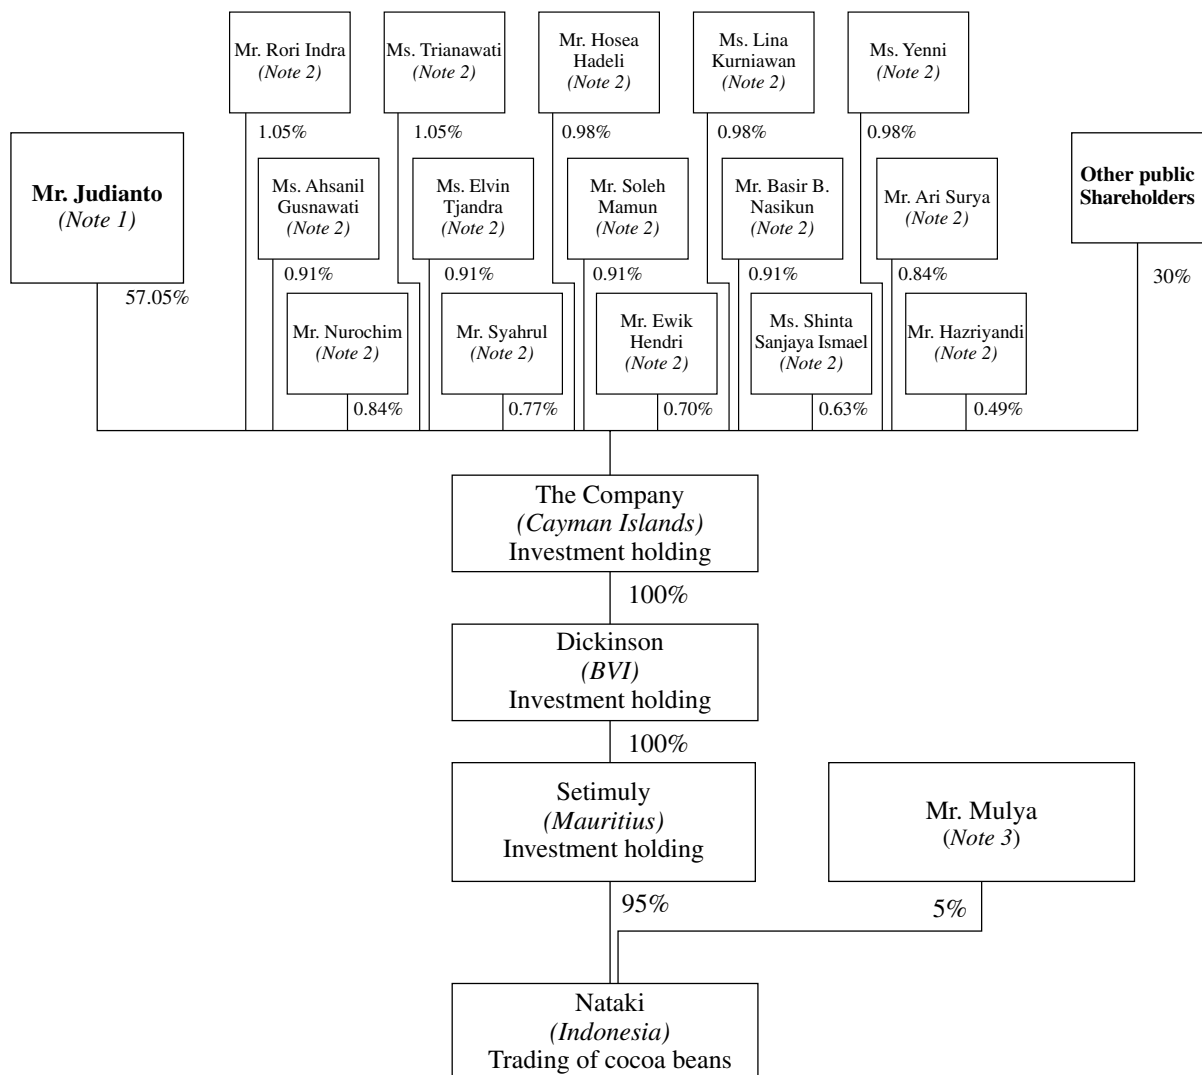 Mr. Rori Indra
(Note 2)
Ms. Trianawati
(Note 2)
Mr. Hosea
Hadeli
(Note 2)
Ms. Lina
Kurniawan
(Note 2)
Ms. Yenni
(Note 2)
1.05%
1.05%
0.98%
0.98%
0.98%
Mr. Judianto
(Note 1)
Ms. Ahsanil
Gusnawati
(Note 2)
Ms. Elvin
Tjandra
(Note 2)
Mr. Soleh
Mamun
(Note 2)
Mr. Basir B.
Nasikun
(Note 2)
Mr. Ari Surya
(Note 2)
Other public
Shareholders
57.05%
0.91%
0.91%
0.91%
0.91%
0.84%
30%
Mr. Nurochim
(Note 2)
Mr. Syahrul
(Note 2)
Mr. Ewik
Hendri
(Note 2)
Ms. Shinta
Sanjaya Ismael
(Note 2)
Mr. Hazriyandi
(Note 2)
0.84%
0.77%
0.70%
0.63%
0.49%
The Company
(Cayman Islands)
Investment holding
100%
Dickinson
(BVI)
Investment holding
100%
Setimuly
(Mauritius)
Investment holding
Mr. Mulya
(Note 3)
95%
5%
Nataki
(Indonesia)
Trading of cocoa beans